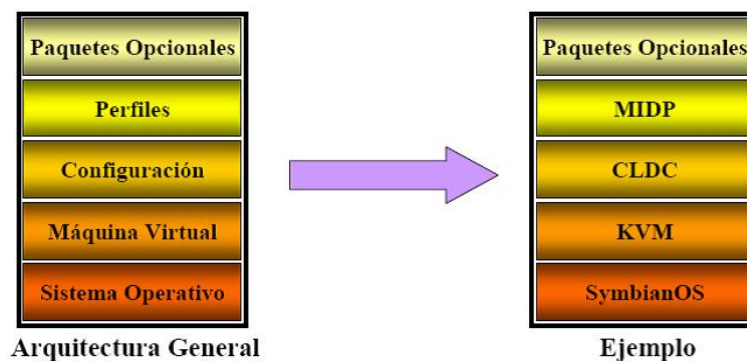 Paquetes Opcionales
Perfiles
Configuración
Máquina Virtual
Sistema Operativo
Arquitectura General
Paquetes Opcionales
MIDP
CLDC
KVM
SymbianOS
Ejemplo